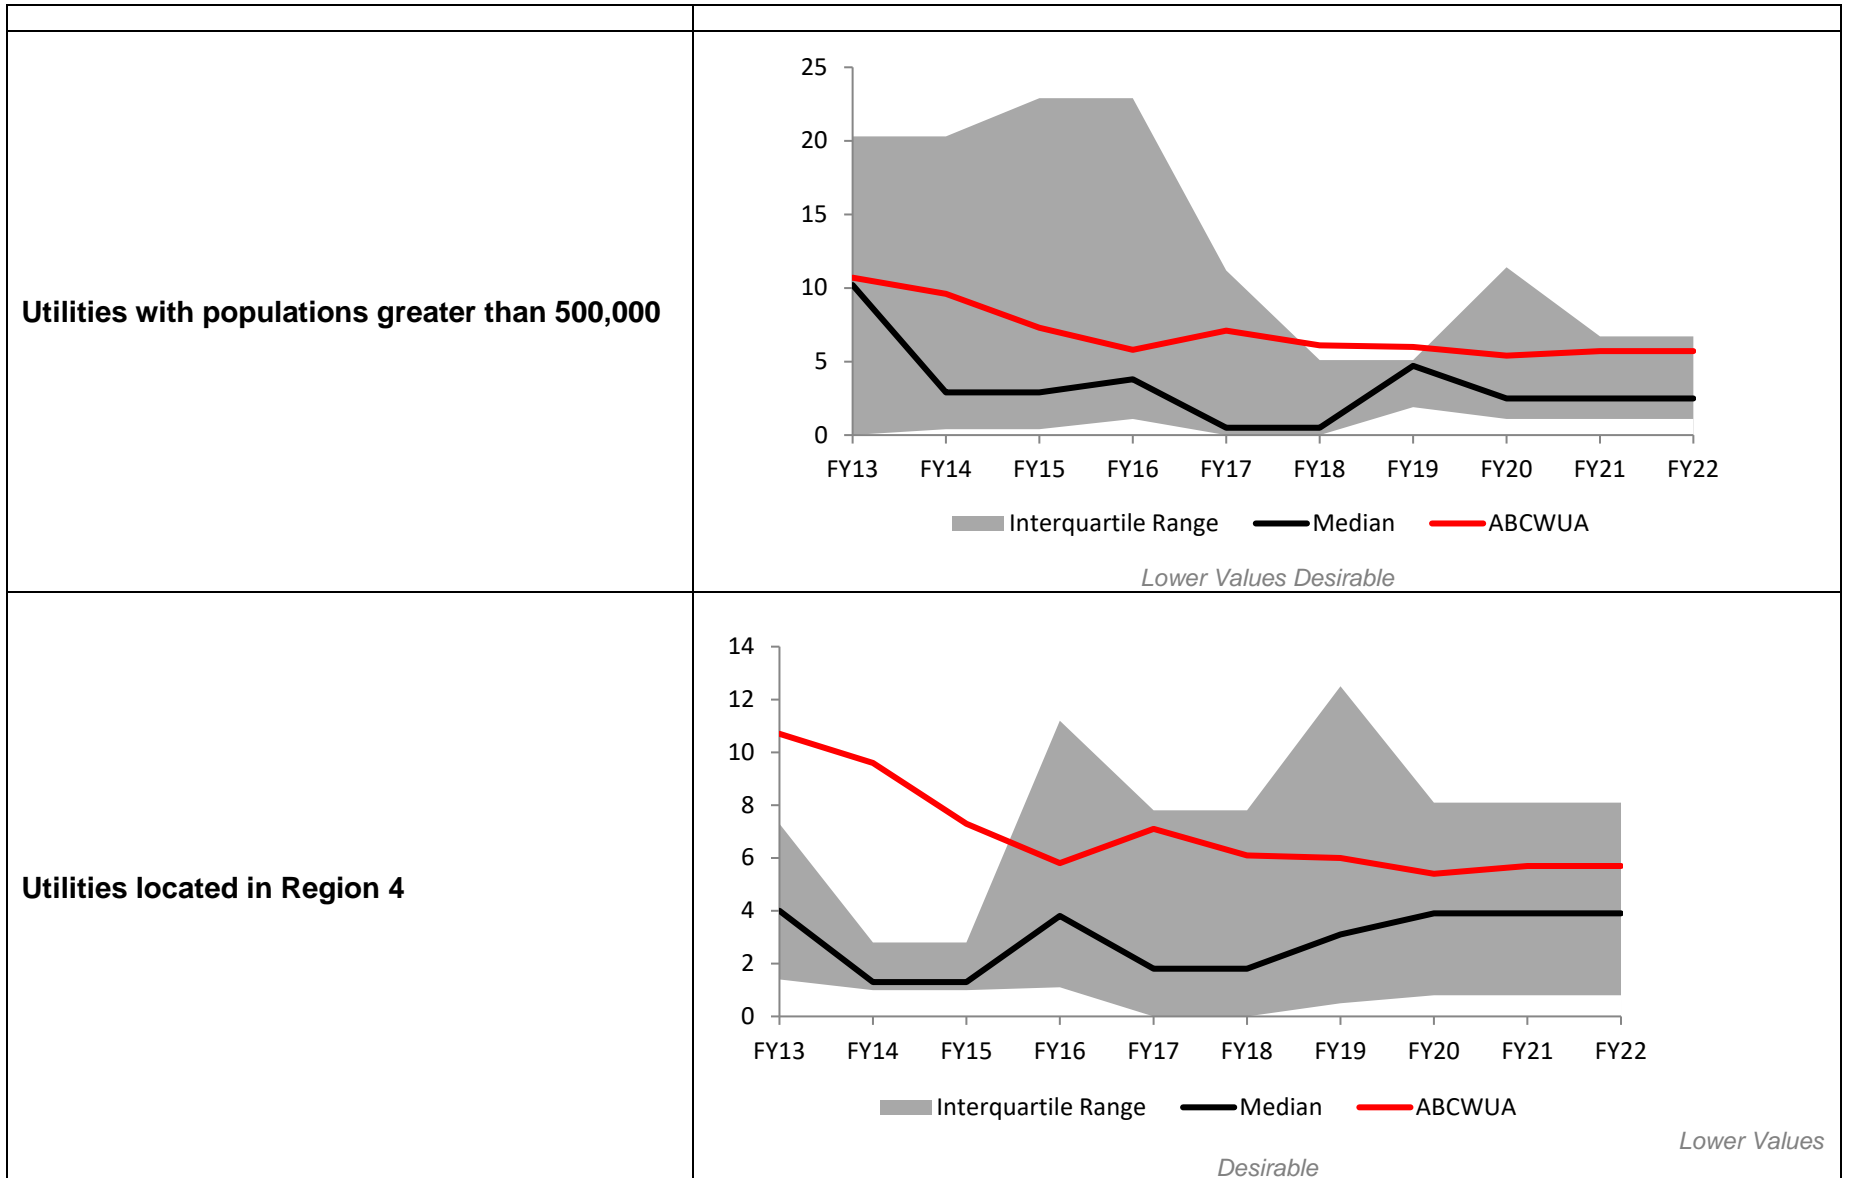 Utilities with populations greater than 500,000
25
20
15
10
5
0
FY13 FY14 FY15 FY16 FY17 FY18 FY19 FY20 FY21 FY22
Interquartile Range Median ABCWUA
Lower Values Desirable
Utilities located in Region 4
14
12
10
8
6
4
2
0
FY13 FY14 FY15 FY16 FY17 FY18 FY19 FY20 FY21 FY22
Interquartile Range Median ABCWUA
Lower Values
Desirable